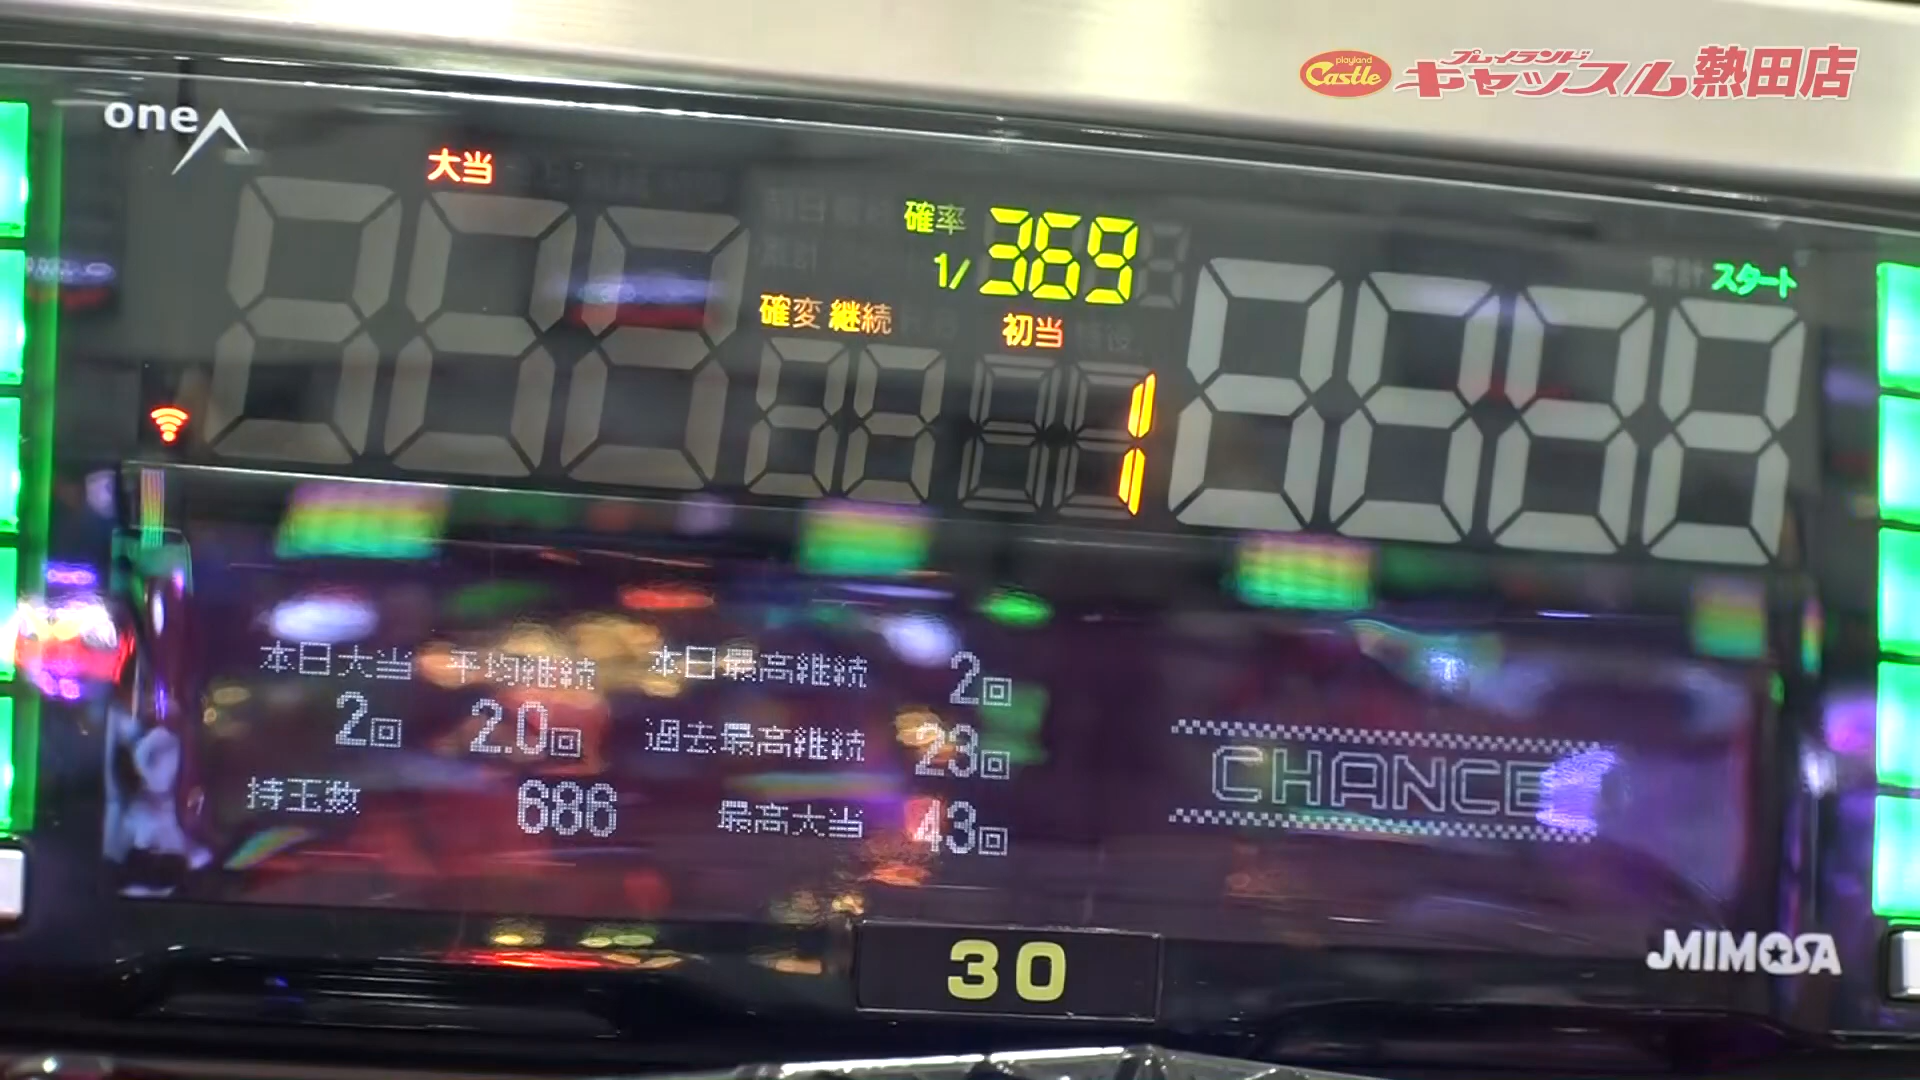 playland
Castle
プレイランド
キャッスル熱田店
one
大当
確率
1/369
確変 継続
初当
1
スタート
本日大当 平均継続 本日最高継続 2回
2回 2.0回 過去最高継続 23回
持玉数 686 最高大当 43回
CHANCE
MIMOSA
30